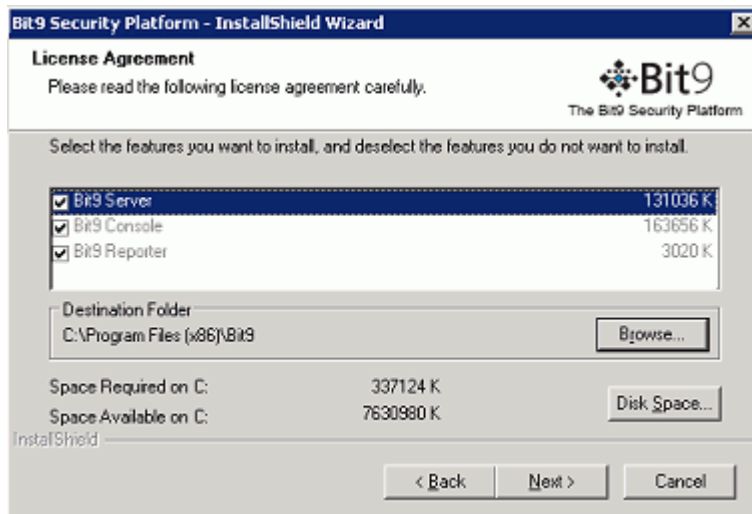 Bit9 Security Platform - InstallShield Wizard
License Agreement
Please read the following license agreement carefully.
Bit9
The Bit9 Security Platform
Select the features you want to install, and deselect the features you do not want to install.
Bit9 Server 131036 K
Bit9 Console 163656 K
Bit9 Reporter 3020 K
Destination Folder
C:\Program Files (x86)\Bit9
Browse...
Space Required on C: 337124 K
Space Available on C: 7630980 K
Disk Space...
InstallShield
< Back Next > Cancel